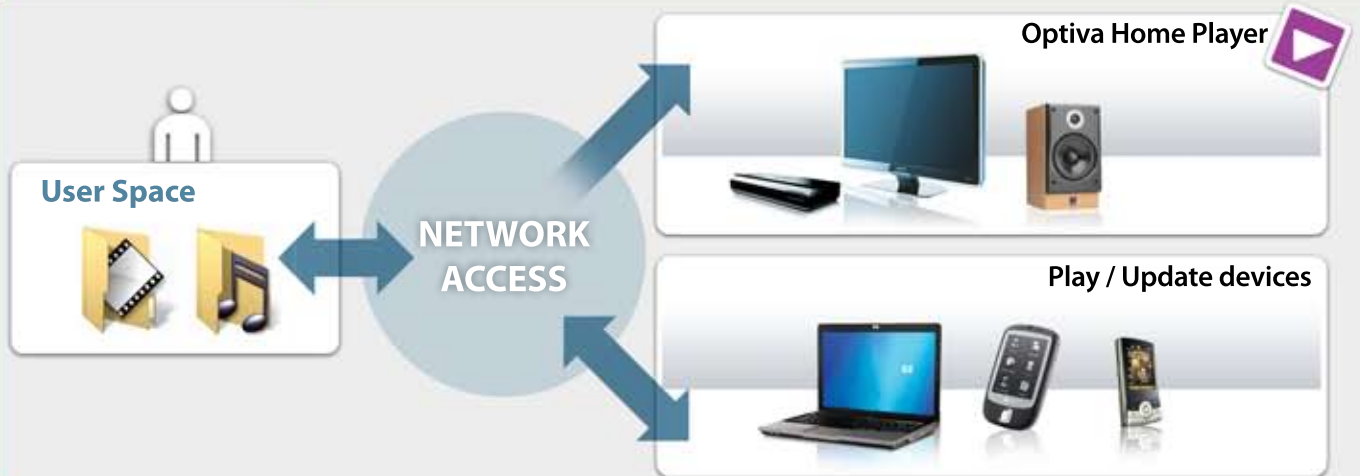 Optiva Home Player
User Space
NETWORK
ACCESS
Play / Update devices